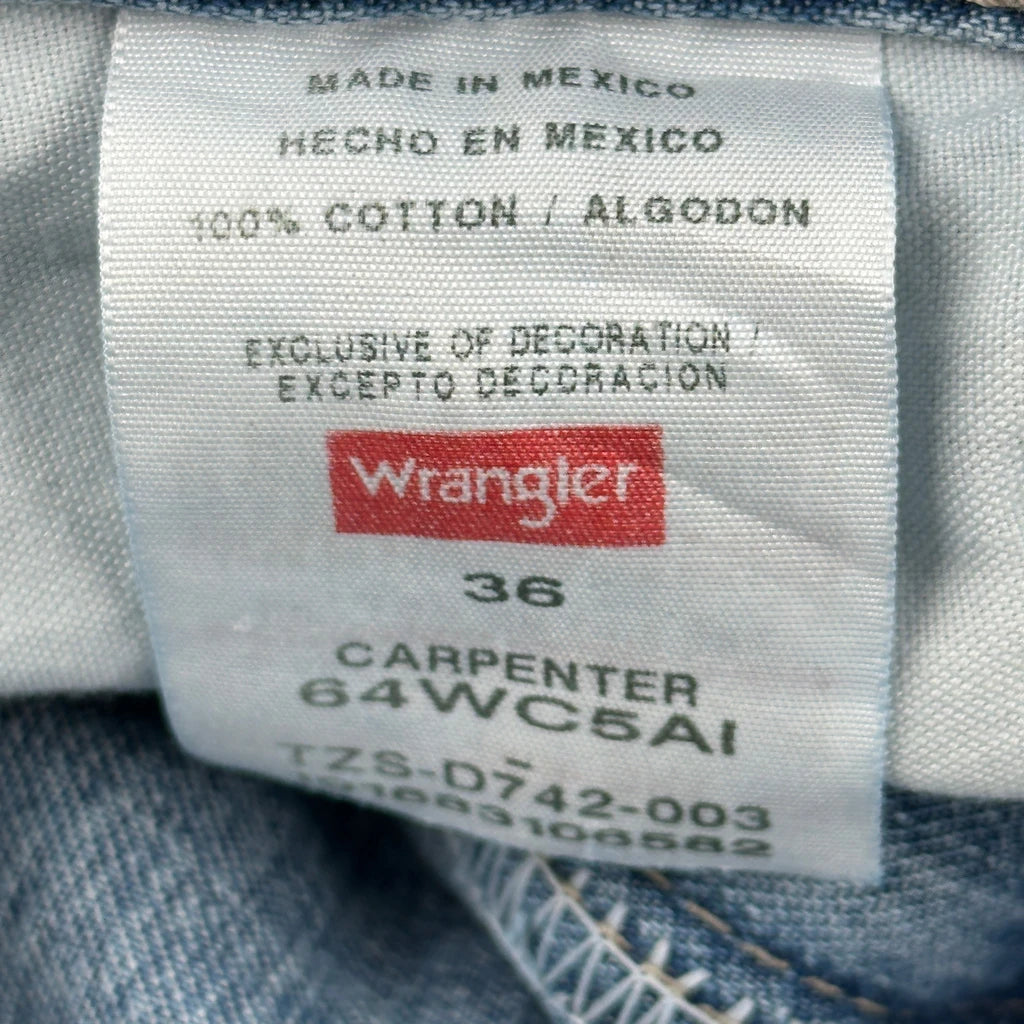 MADE IN MEXICO
HECHO EN MEXICO
100% COTTON / ALGODON
EXCLUSIVE OF DECORATION /
EXCEPTO DECORACION
Wrangler
36
CARPENTER
64WC5AI
TZS-D742-003